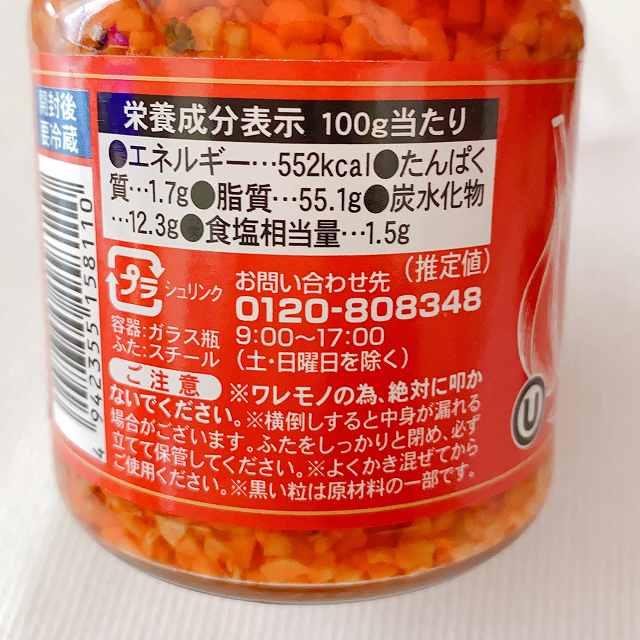 開封後
要冷蔵
栄養成分表示 100g当たり
●エネルギー…552kcal●たんぱく
質…1.7g●脂質…55.1g●炭水化物
…12.3g●食塩相当量…1.5g
(推定値)
プラ
シュリンク
容器:ガラス瓶
ふた:スチール
お問い合わせ先
0120-808348
9:00〜17:00
(土・日曜日を除く)
ご注意
※ワレモノの為、絶対に叩か
ないでください。※横倒しすると中身が漏れる
場合がございます。ふたをしっかりと閉め、必ず
立てて保管してください。※よくかき混ぜてから
ご使用ください。※黒い粒は原材料の一部です。
4 942355 158110
U